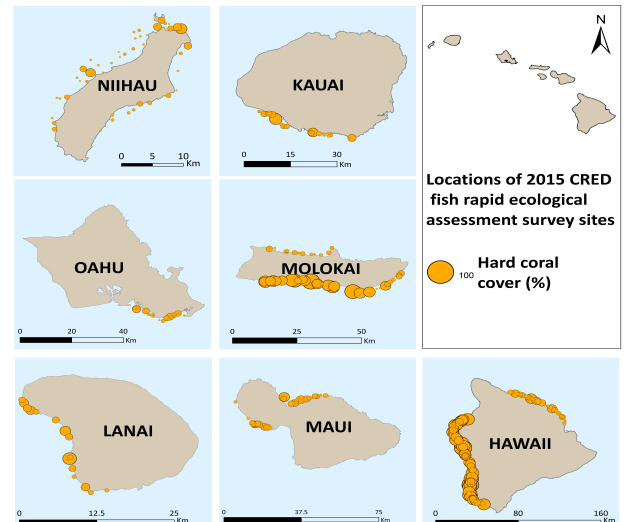 N
NIIHAU
0 5 10
Km
KAUAI
0 15 30
Km
Locations of 2015 CRED
fish rapid ecological
assessment survey sites
100 Hard coral
cover (%)
OAHU
0 20 40
Km
MOLOKAI
0 25 50
Km
LANAI
0 12.5 25
Km
MAUI
0 37.5 75
Km
HAWAII
0 80 160
Km